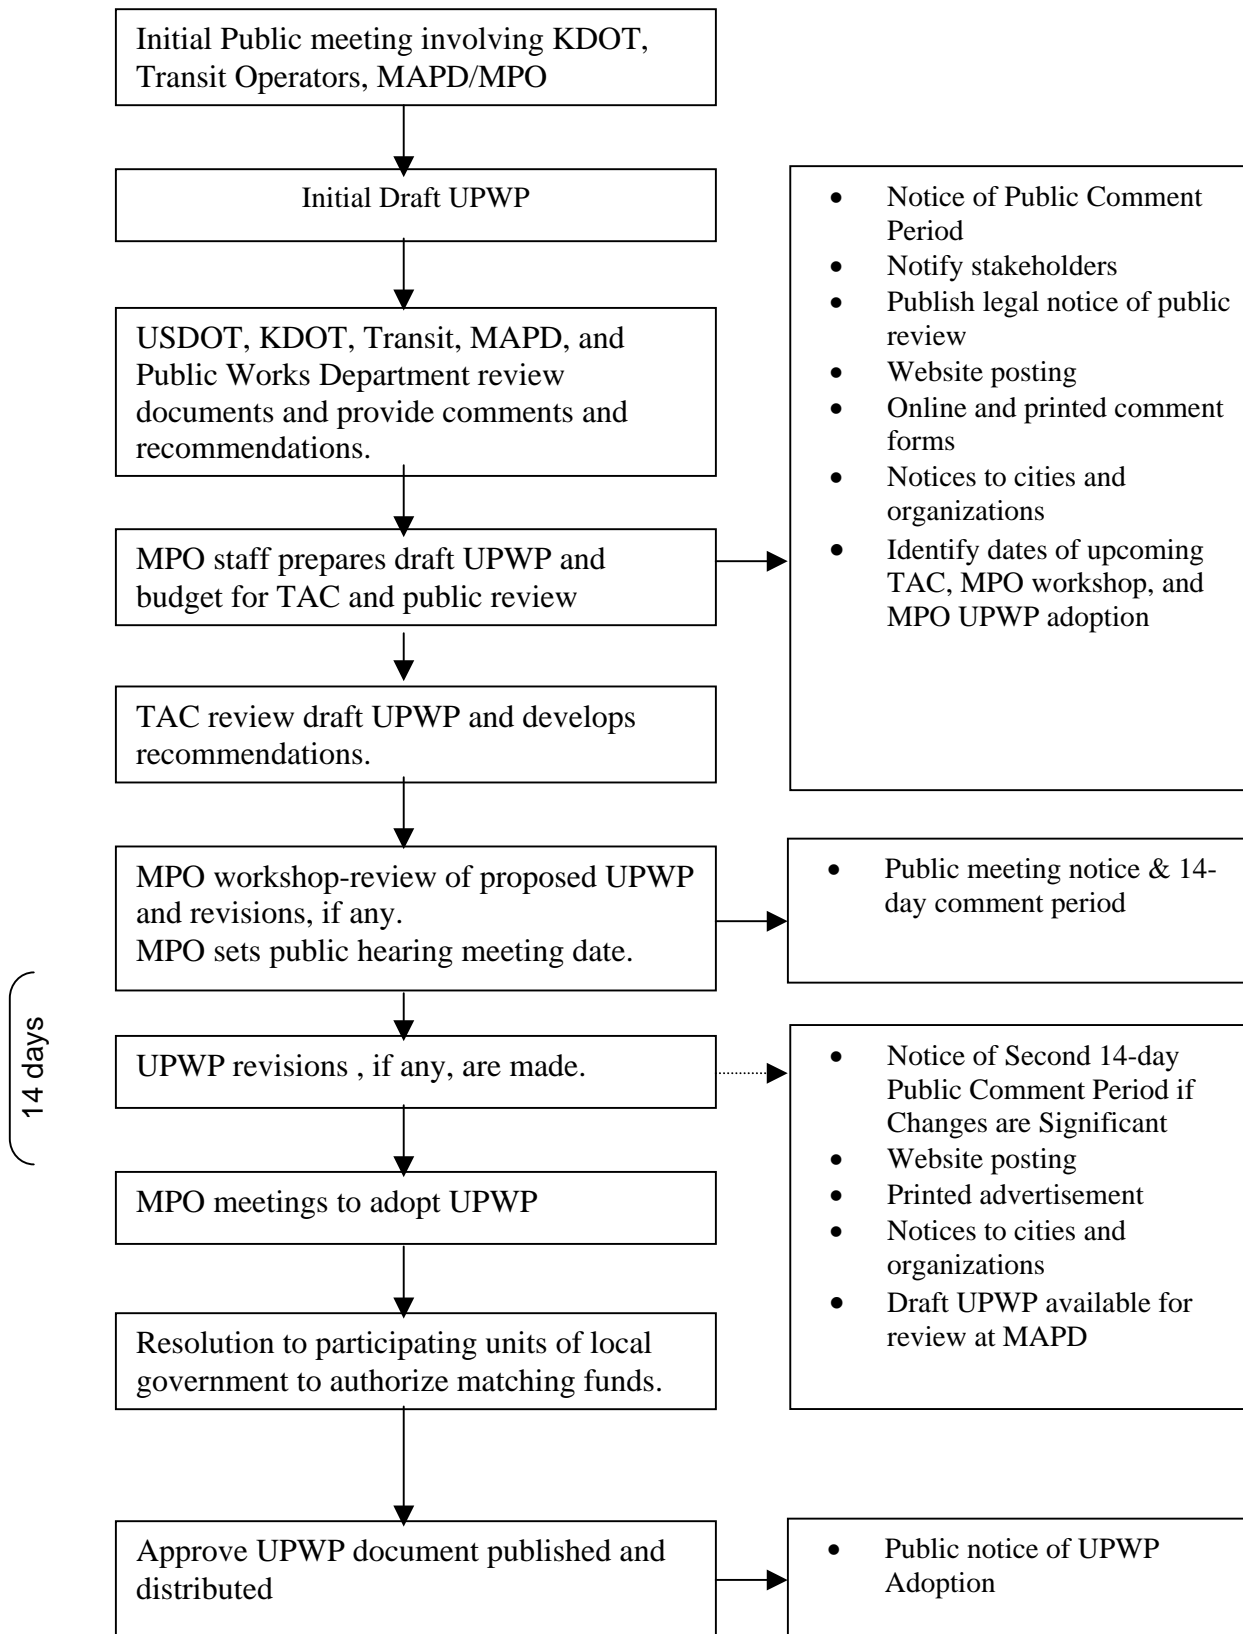 Initial Public meeting involving KDOT,
Transit Operators, MAPD/MPO
Initial Draft UPWP
USDOT, KDOT, Transit, MAPD, and
Public Works Department review
documents and provide comments and
recommendations.
MPO staff prepares draft UPWP and
budget for TAC and public review
• Notice of Public Comment
Period
• Notify stakeholders
• Publish legal notice of public
review
• Website posting
• Online and printed comment
forms
• Notices to cities and
organizations
• Identify dates of upcoming
TAC, MPO workshop, and
MPO UPWP adoption
TAC review draft UPWP and develops
recommendations.
MPO workshop-review of proposed UPWP
and revisions, if any.
MPO sets public hearing meeting date.
• Public meeting notice & 14-
day comment period
14 days
UPWP revisions , if any, are made.
• Notice of Second 14-day
Public Comment Period if
Changes are Significant
• Website posting
• Printed advertisement
• Notices to cities and
organizations
• Draft UPWP available for
review at MAPD
MPO meetings to adopt UPWP
Resolution to participating units of local
government to authorize matching funds.
Approve UPWP document published and
distributed
• Public notice of UPWP
Adoption